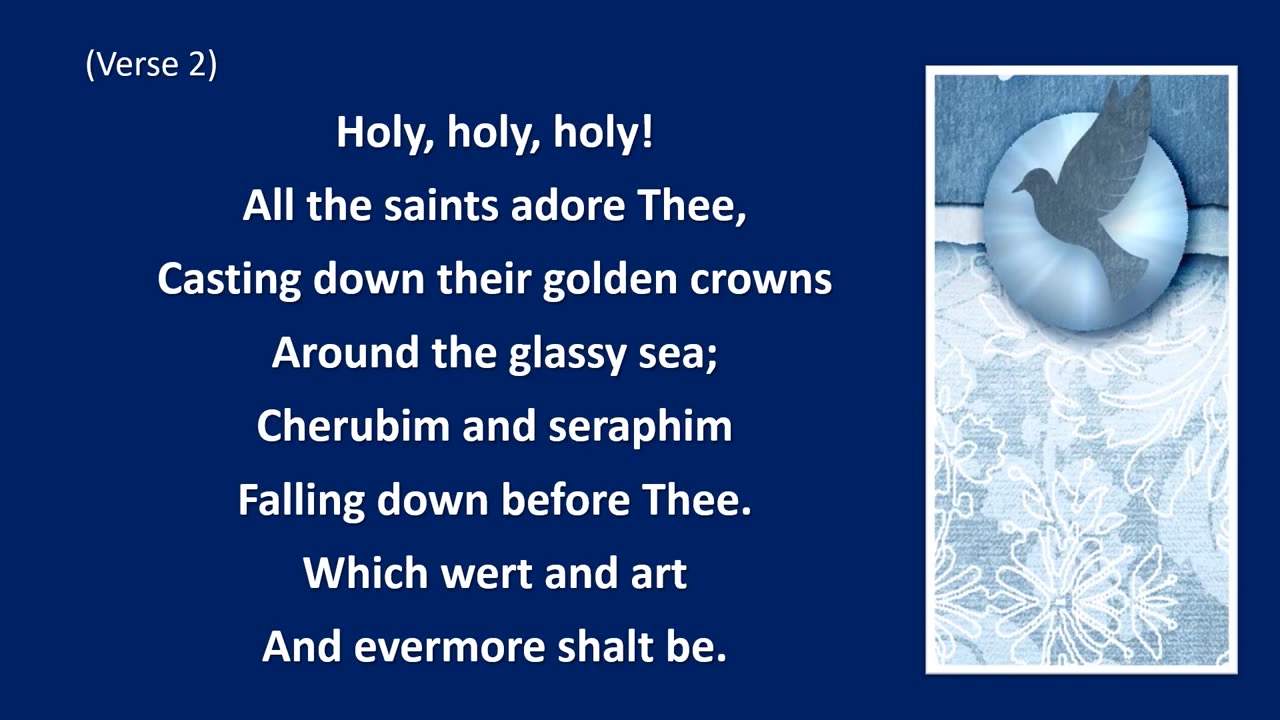 (Verse 2)
Holy, holy, holy!
All the saints adore Thee,
Casting down their golden crowns
Around the glassy sea;
Cherubim and seraphim
Falling down before Thee.
Which wert and art
And evermore shalt be.